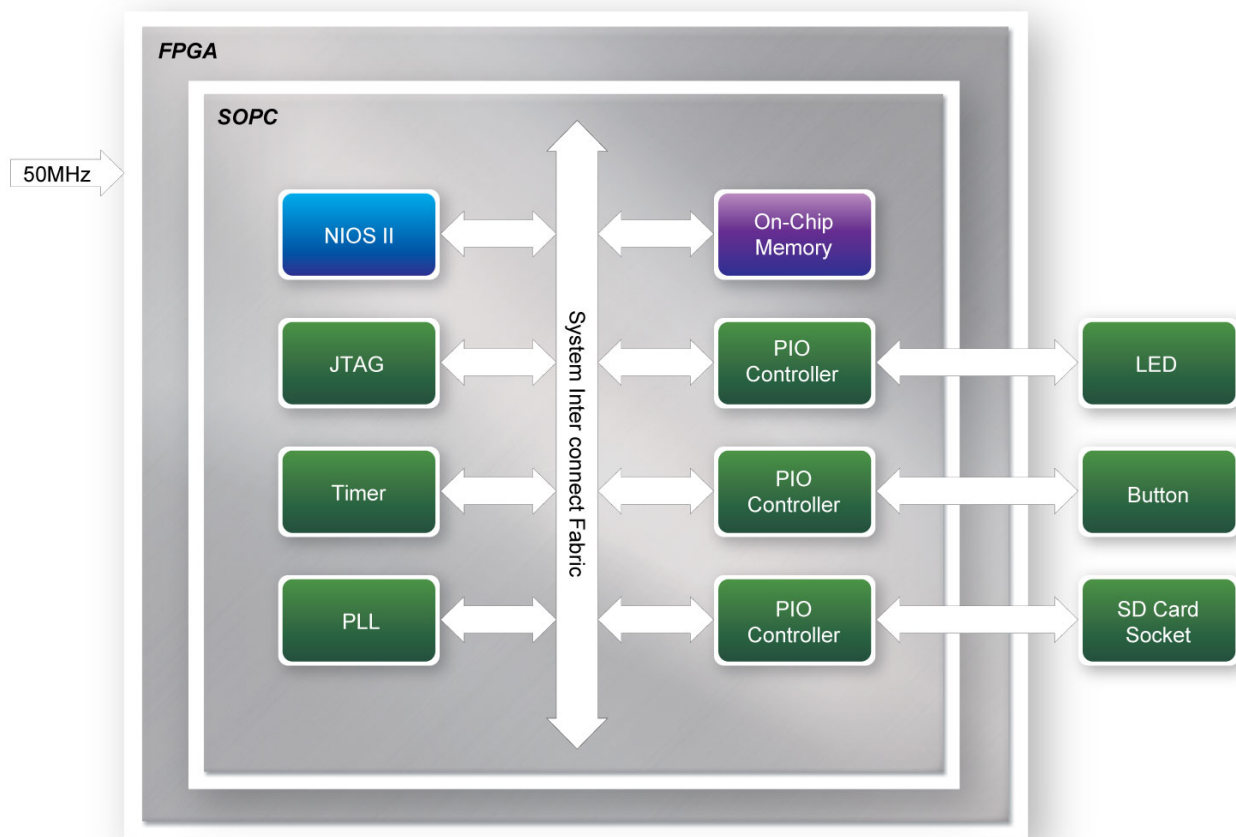 FPGA
SOPC
50MHz
NIOS II
On-Chip
Memory
System Inter connect Fabric
JTAG
PIO
Controller
LED
Timer
PIO
Controller
Button
PLL
PIO
Controller
SD Card
Socket